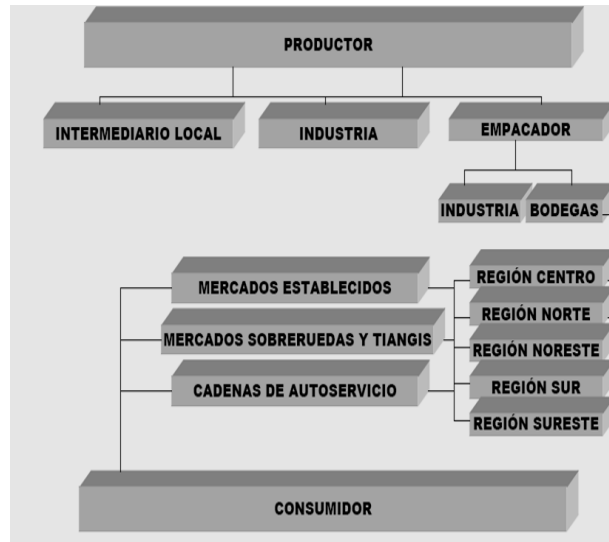 PRODUCTOR
INTERMEDIARIO LOCAL
INDUSTRIA
EMPACADOR
INDUSTRIA
BODEGAS
MERCADOS ESTABLECIDOS
MERCADOS SOBRERUEDAS Y TIANGIS
CADENAS DE AUTOSERVICIO
REGIÓN CENTRO
REGIÓN NORTE
REGIÓN NORESTE
REGIÓN SUR
REGIÓN SURESTE
CONSUMIDOR